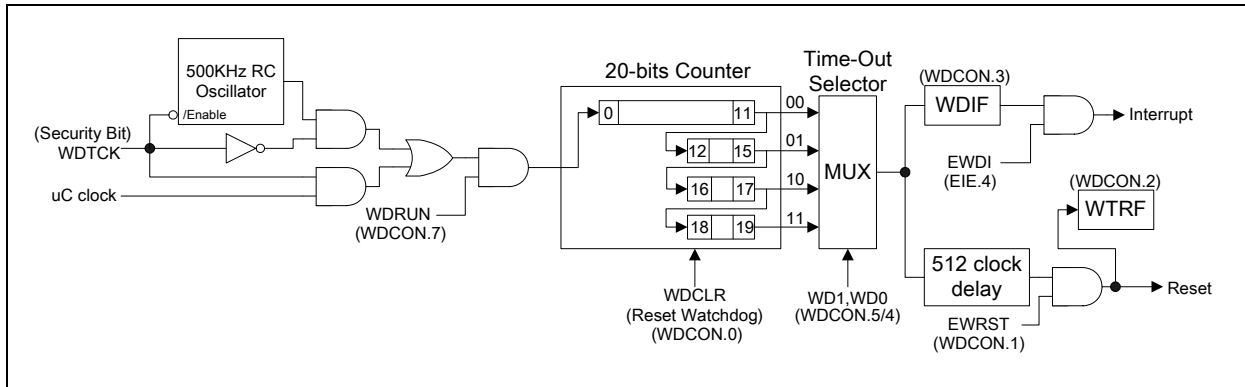 500KHz RC
Oscillator
/Enable
(Security Bit)
WDTCK
uC clock
WDRUN
(WDCON.7)
20-bits Counter
0
11
12
15
16
17
18
19
00
01
10
11
WDCLR
(Reset Watchdog)
(WDCON.0)
Time-Out
Selector
MUX
WD1,WD0
(WDCON.5/4)
(WDCON.3)
WDIF
EWDI
(EIE.4)
Interrupt
(WDCON.2)
WTRF
512 clock
delay
EWRST
(WDCON.1)
Reset